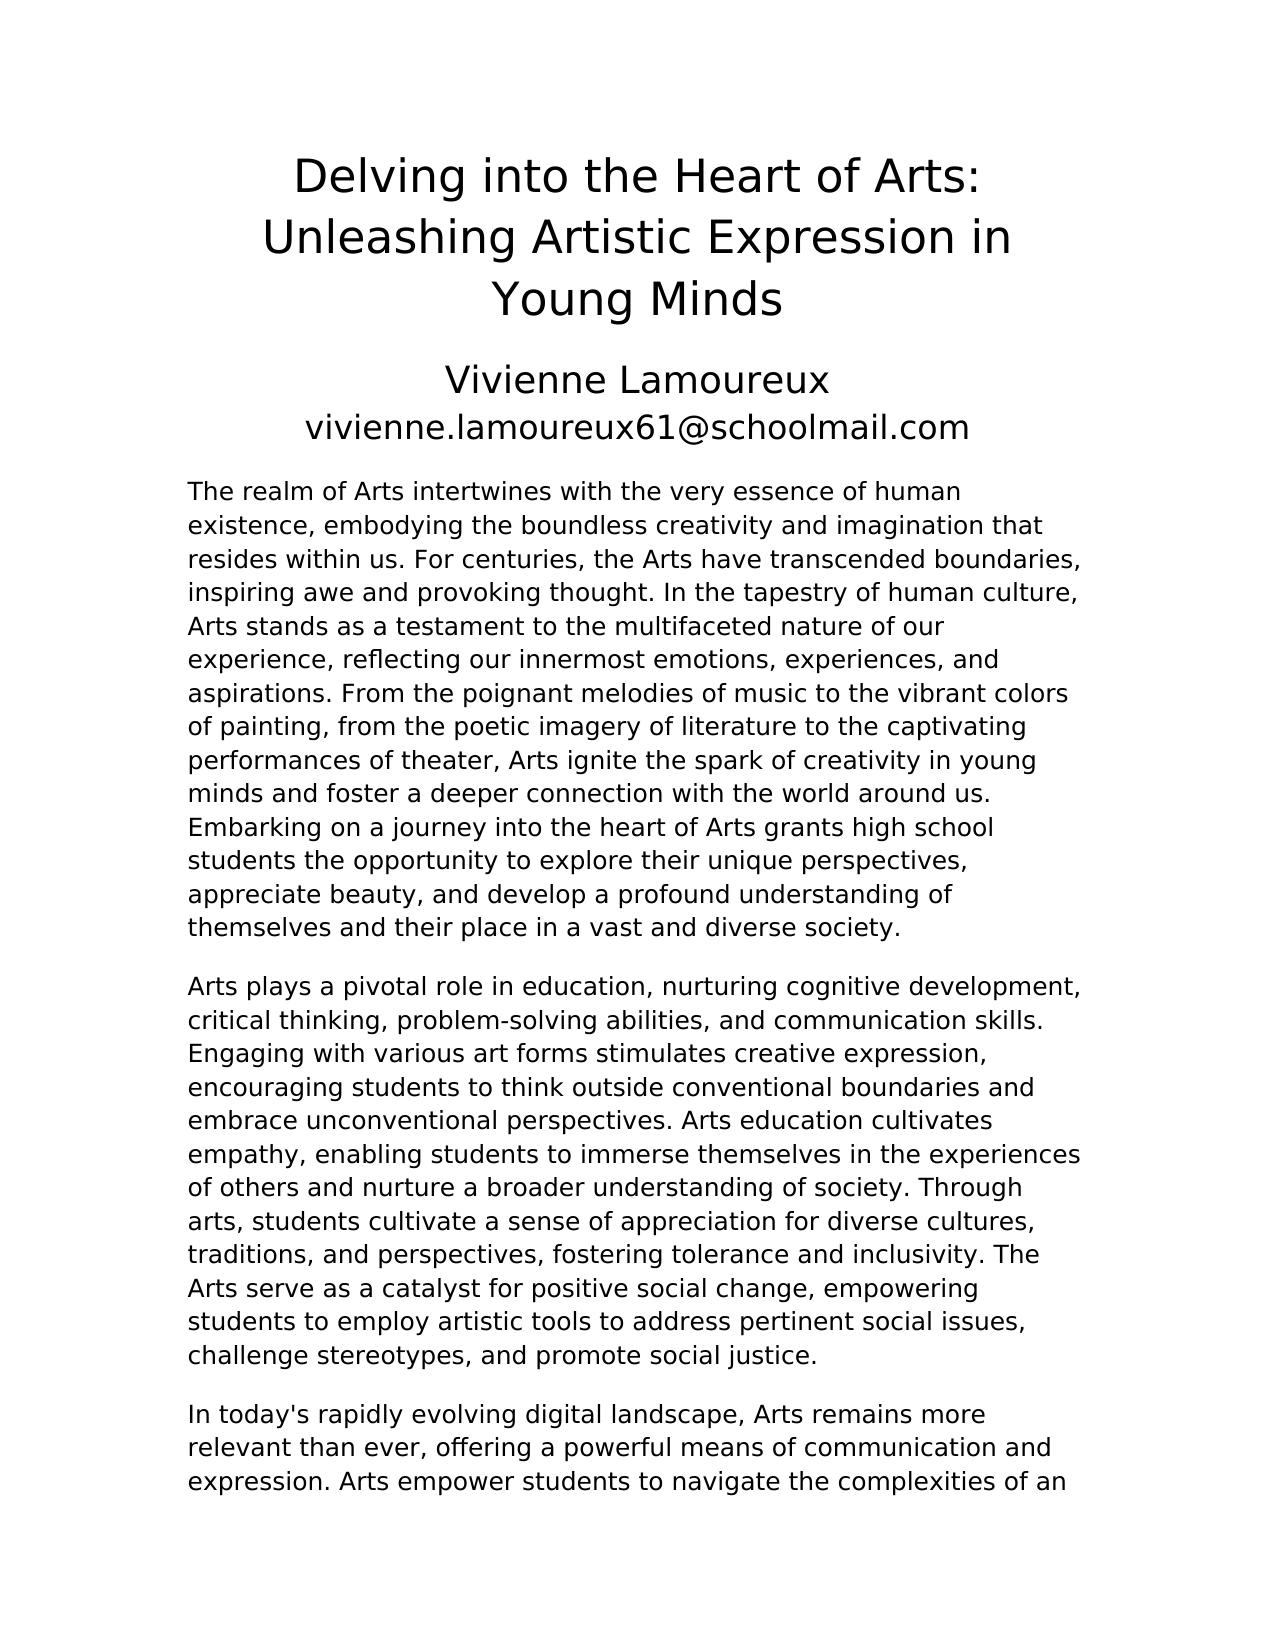 Delving into the Heart of Arts:
Unleashing Artistic Expression in
Young Minds
Vivienne Lamoureux
vivienne.lamoureux61@schoolmail.com
The realm of Arts intertwines with the very essence of human
existence, embodying the boundless creativity and imagination that
resides within us. For centuries, the Arts have transcended boundaries,
inspiring awe and provoking thought. In the tapestry of human culture,
Arts stands as a testament to the multifaceted nature of our
experience, reflecting our innermost emotions, experiences, and
aspirations. From the poignant melodies of music to the vibrant colors
of painting, from the poetic imagery of literature to the captivating
performances of theater, Arts ignite the spark of creativity in young
minds and foster a deeper connection with the world around us.
Embarking on a journey into the heart of Arts grants high school
students the opportunity to explore their unique perspectives,
appreciate beauty, and develop a profound understanding of
themselves and their place in a vast and diverse society.
Arts plays a pivotal role in education, nurturing cognitive development,
critical thinking, problem-solving abilities, and communication skills.
Engaging with various art forms stimulates creative expression,
encouraging students to think outside conventional boundaries and
embrace unconventional perspectives. Arts education cultivates
empathy, enabling students to immerse themselves in the experiences
of others and nurture a broader understanding of society. Through
arts, students cultivate a sense of appreciation for diverse cultures,
traditions, and perspectives, fostering tolerance and inclusivity. The
Arts serve as a catalyst for positive social change, empowering
students to employ artistic tools to address pertinent social issues,
challenge stereotypes, and promote social justice.
In today's rapidly evolving digital landscape, Arts remains more
relevant than ever, offering a powerful means of communication and
expression. Arts empower students to navigate the complexities of an